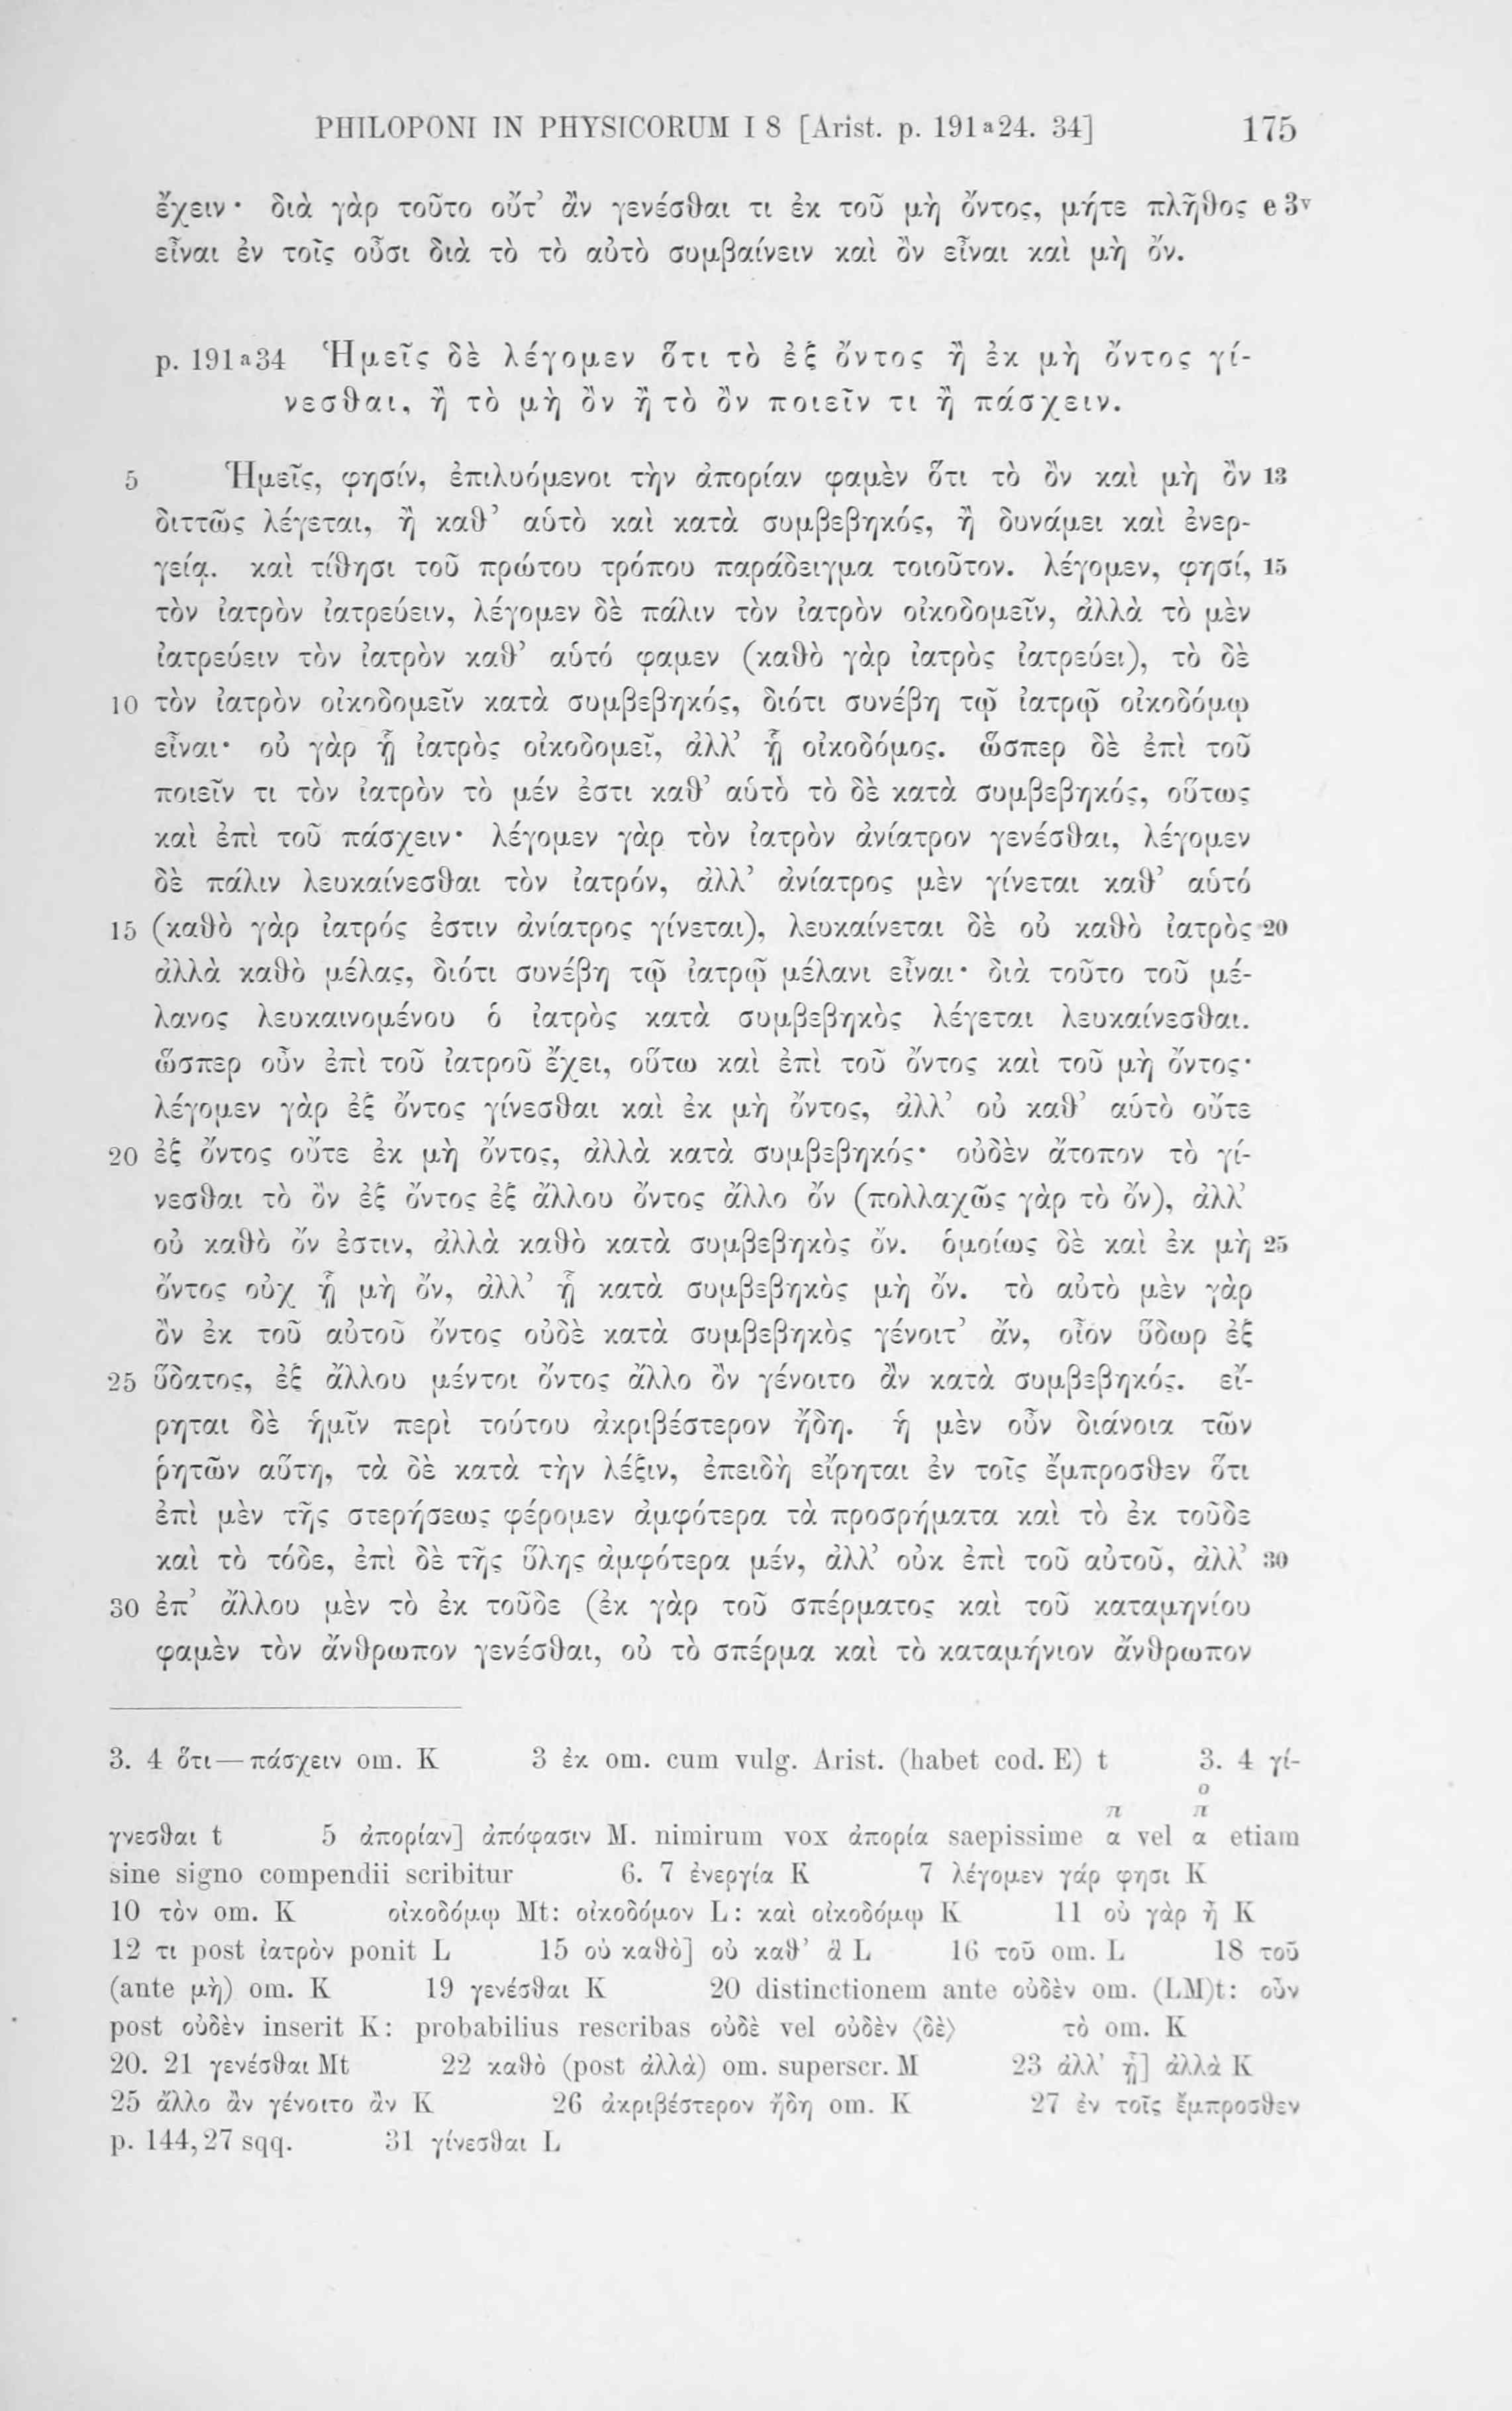 PHILOPONI IN PHYSICORUM I 8 [Arist. p. 191a24. 34] 175
ἔχειν· διὰ γὰρ τοῦτο οὔτ’ ἂν γενέσθαι τι ἐκ τοῦ μὴ ὄντος, μήτε πλῆθος e 3v
εἶναι ἐν τοῖς οὖσι διὰ τὸ τὸ αὐτὸ συμβαίνειν καὶ ὂν εἶναι καὶ μὴ ὄν.
p. 191a34 Ἡμεῖς δὲ λέγομεν ὅτι τὸ ἐξ ὄντος ἢ ἐκ μὴ ὄντος γί-
νεσθαι, ἢ τὸ μὴ ὂν ἢ τὸ ὂν ποιεῖν τι ἢ πάσχειν.
5 Ἡμεῖς, φησίν, ἐπιλυόμενοι τὴν ἀπορίαν φαμὲν ὅτι τὸ ὂν καὶ μὴ ὂν 13
διττῶς λέγεται, ἢ καθ’ αὑτὸ καὶ κατὰ συμβεβηκός, ἢ δυνάμει καὶ ἐνερ-
γείᾳ. καὶ τίθησι τοῦ πρώτου τρόπου παράδειγμα τοιοῦτον. λέγομεν, φησί, 15
τὸν ἰατρὸν ἰατρεύειν, λέγομεν δὲ πάλιν τὸν ἰατρὸν οἰκοδομεῖν, ἀλλὰ τὸ μὲν
ἰατρεύειν τὸν ἰατρὸν καθ’ αὑτό φαμεν (καθὸ γὰρ ἰατρὸς ἰατρεύει), τὸ δὲ
10 τὸν ἰατρὸν οἰκοδομεῖν κατὰ συμβεβηκός, διότι συνέβη τῷ ἰατρῷ οἰκοδόμῳ
εἶναι· οὐ γὰρ ᾗ ἰατρὸς οἰκοδομεῖ, ἀλλ’ ᾗ οἰκοδόμος. ὥσπερ δὲ ἐπὶ τοῦ
ποιεῖν τι τὸν ἰατρὸν τὸ μέν ἐστι καθ’ αὑτὸ τὸ δὲ κατὰ συμβεβηκός, οὕτως
καὶ ἐπὶ τοῦ πάσχειν· λέγομεν γὰρ τὸν ἰατρὸν ἀνίατρον γενέσθαι, λέγομεν
δὲ πάλιν λευκαίνεσθαι τὸν ἰατρόν, ἀλλ’ ἀνίατρος μὲν γίνεται καθ’ αὑτό
15 (καθὸ γὰρ ἰατρός ἐστιν ἀνίατρος γίνεται), λευκαίνεται δὲ οὐ καθὸ ἰατρὸς 20
ἀλλὰ καθὸ μέλας, διότι συνέβη τῷ ἰατρῷ μέλανι εἶναι· διὰ τοῦτο τοῦ μέ-
λανος λευκαινομένου ὁ ἰατρὸς κατὰ συμβεβηκὸς λέγεται λευκαίνεσθαι.
ὥσπερ οὖν ἐπὶ τοῦ ἰατροῦ ἔχει, οὕτω καὶ ἐπὶ τοῦ ὄντος καὶ τοῦ μὴ ὄντος·
λέγομεν γὰρ ἐξ ὄντος γίνεσθαι καὶ ἐκ μὴ ὄντος, ἀλλ’ οὐ καθ’ αὑτὸ οὔτε
20 ἐξ ὄντος οὔτε ἐκ μὴ ὄντος, ἀλλὰ κατὰ συμβεβηκός· οὐδὲν ἄτοπον τὸ γί-
νεσθαι τὸ ὂν ἐξ ὄντος ἐξ ἄλλου ὄντος ἄλλο ὄν (πολλαχῶς γὰρ τὸ ὄν), ἀλλ’
οὐ καθὸ ὄν ἐστιν, ἀλλὰ καθὸ κατὰ συμβεβηκὸς ὄν. ὁμοίως δὲ καὶ ἐκ μὴ 25
ὄντος οὐχ ᾗ μὴ ὄν, ἀλλ’ ᾗ κατὰ συμβεβηκὸς μὴ ὄν. τὸ αὐτὸ μὲν γὰρ
ὂν ἐκ τοῦ αὐτοῦ ὄντος οὐδὲ κατὰ συμβεβηκὸς γένοιτ’ ἄν, οἷον ὕδωρ ἐξ
25 ὕδατος, ἐξ ἄλλου μέντοι ὄντος ἄλλο ὂν γένοιτο ἂν κατὰ συμβεβηκός. εἴ-
ρηται δὲ ἡμῖν περὶ τούτου ἀκριβέστερον ἤδη. ἡ μὲν οὖν διάνοια τῶν
ῥητῶν αὕτη, τὰ δὲ κατὰ τὴν λέξιν, ἐπειδὴ εἴρηται ἐν τοῖς ἔμπροσθεν ὅτι
ἐπὶ μὲν τῆς στερήσεως φέρομεν ἀμφότερα τὰ προσρήματα καὶ τὸ ἐκ τοῦδε
καὶ τὸ τόδε, ἐπὶ δὲ τῆς ὕλης ἀμφότερα μέν, ἀλλ’ οὐκ ἐπὶ τοῦ αὐτοῦ, ἀλλ’ 30
30 ἐπ’ ἄλλου μὲν τὸ ἐκ τοῦδε (ἐκ γὰρ τοῦ σπέρματος καὶ τοῦ καταμηνίου
φαμὲν τὸν ἄνθρωπον γενέσθαι, οὐ τὸ σπέρμα καὶ τὸ καταμήνιον ἄνθρωπον
3. 4 ὅτι—πάσχειν om. K 3 ἐκ om. cum vulg. Arist. (habet cod. E) t 3. 4 γί-
γνεσθαι t 5 ἀπορίαν] ἀπόφασιν M. nimirum vox ἀπορία saepissime απ vel απο etiam
sine signo compendii scribitur 6. 7 ἐνεργία K 7 λέγομεν γάρ φησι K
10 τὸν om. K οἰκοδόμῳ Mt: οἰκοδόμον L: καὶ οἰκοδόμῳ K 11 οὐ γὰρ ἢ K
12 τι post ἰατρὸν ponit L 15 οὐ καθὸ] οὐ καθ’ ἃ L 16 τοῦ om. L 18 τοῦ
(ante μὴ) om. K 19 γενέσθαι K 20 distinctionem ante οὐδὲν om. (LM)t: οὖν
post οὐδὲν inserit K: probabilius rescribas οὐδὲ vel οὐδὲν ⟨δὲ⟩ τὸ om. K
20. 21 γενέσθαι Mt 22 καθὸ (post ἀλλὰ) om. superscr. M 23 ἀλλ’ ᾗ] ἀλλὰ K
25 ἄλλο ἂν γένοιτο ἂν K 26 ἀκριβέστερον ἤδη om. K 27 ἐν τοῖς ἔμπροσθεν
p. 144,27 sqq. 31 γίνεσθαι L